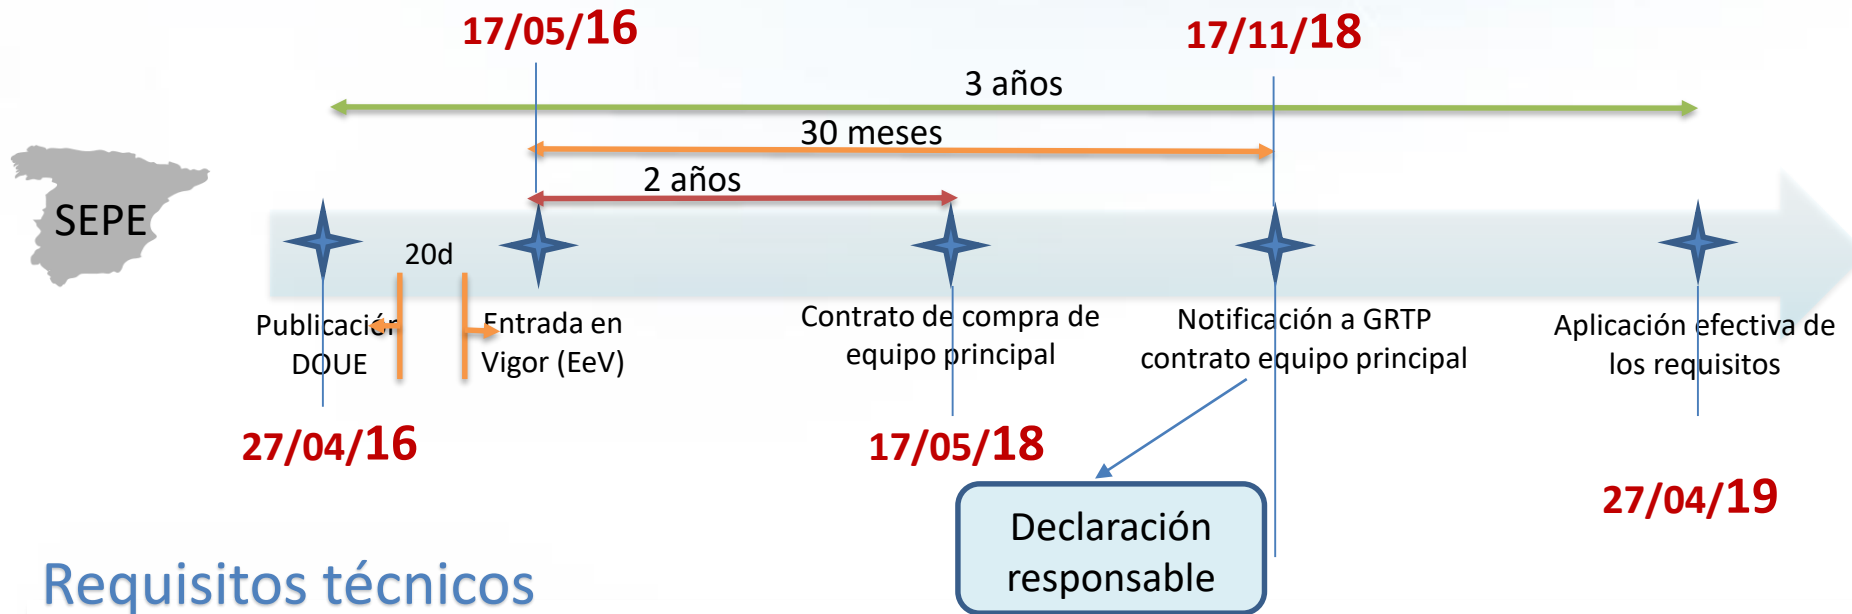 17/05/16
17/11/18
3 años
30 meses
2 años
SEPE
20d
Publicación
DOUE
Entrada en
Vigor (EeV)
Contrato de compra de
equipo principal
Notificación a GRTP
contrato equipo principal
Aplicación efectiva de
los requisitos
27/04/16
17/05/18
27/04/19
Declaración
responsable
Requisitos técnicos